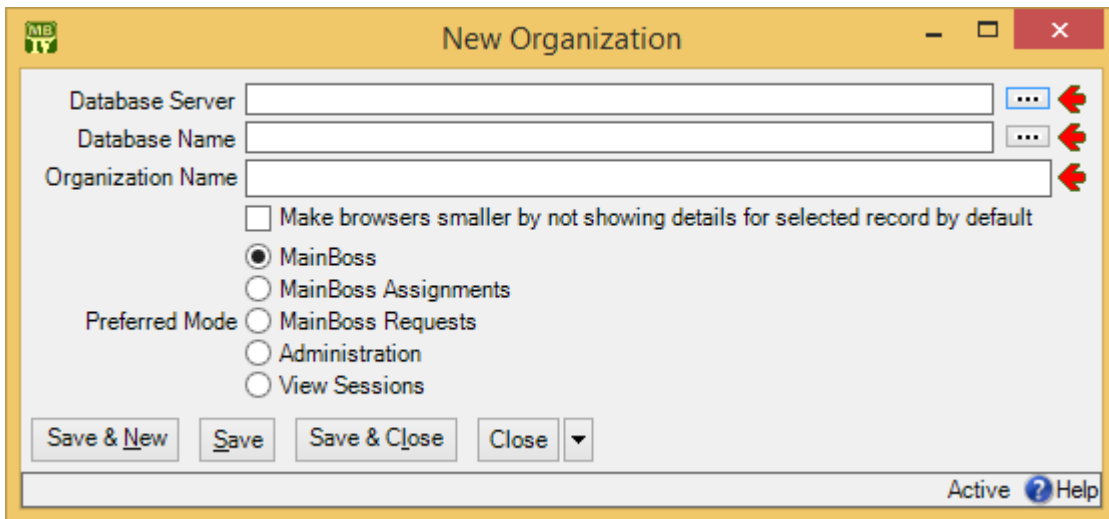 MB
New Organization
Database Server ...
Database Name ...
Organization Name
Make browsers smaller by not showing details for selected record by default
MainBoss
MainBoss Assignments
Preferred Mode MainBoss Requests
Administration
View Sessions
Save & New Save Save & Close Close
Active ? Help